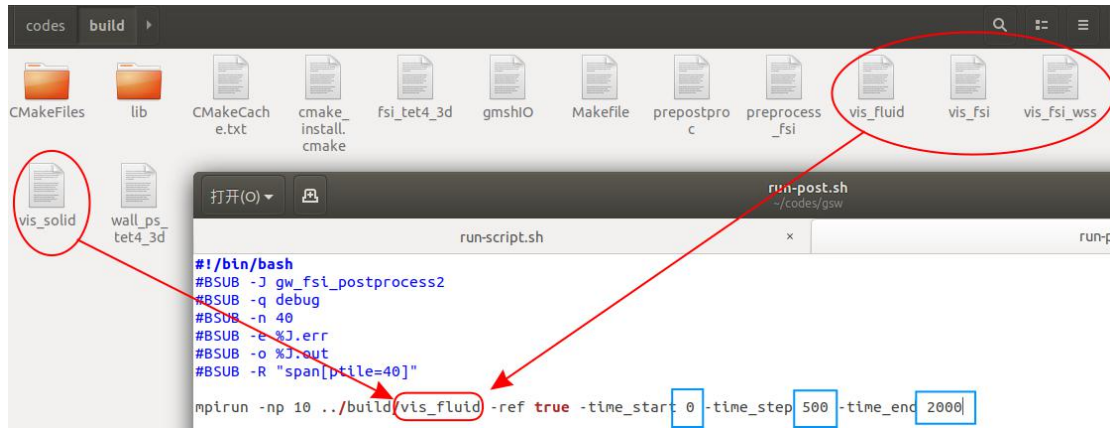 codes build
CMakeFiles
lib
CMakeCach
e.txt
cmake_
install.
cmake
fsi_tet4_3d
gmshIO
Makefile
prepostpro
c
preprocess
_fsi
vis_fluid
vis_fsi
vis_fsi_wss
vis_solid
wall_ps_
tet4_3d
打开(O)
run-post.sh
~/codes/gsw
run-script.sh × run-p
#!/bin/bash
#BSUB -J gw_fsi_postprocess2
#BSUB -q debug
#BSUB -n 40
#BSUB -e %J.err
#BSUB -o %J.out
#BSUB -R "span[ptile=40]"
mpirun -np 10 ../build/vis_fluid -ref true -time_start 0 -time_step 500 -time_end 2000